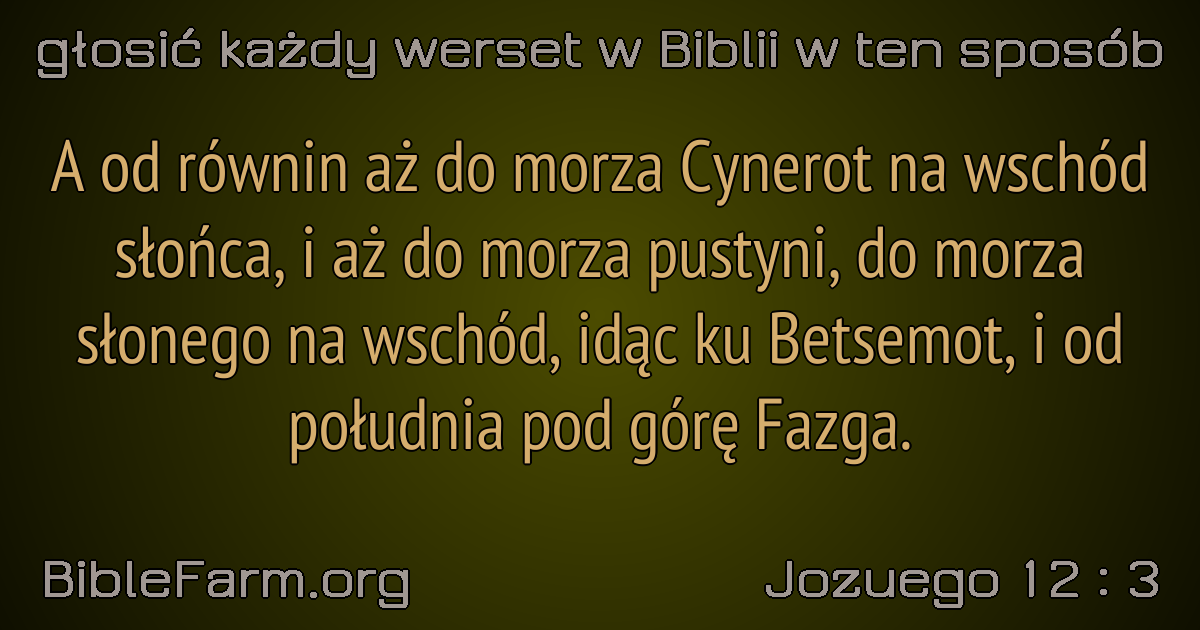 głosić każdy werset w Biblii w ten sposób
A od równin aż do morza Cynerot na wschód
słońca, i aż do morza pustyni, do morza
słonego na wschód, idąc ku Betsemot, i od
południa pod górę Fazga.
BibleFarm.org
Jozuego 12 : 3